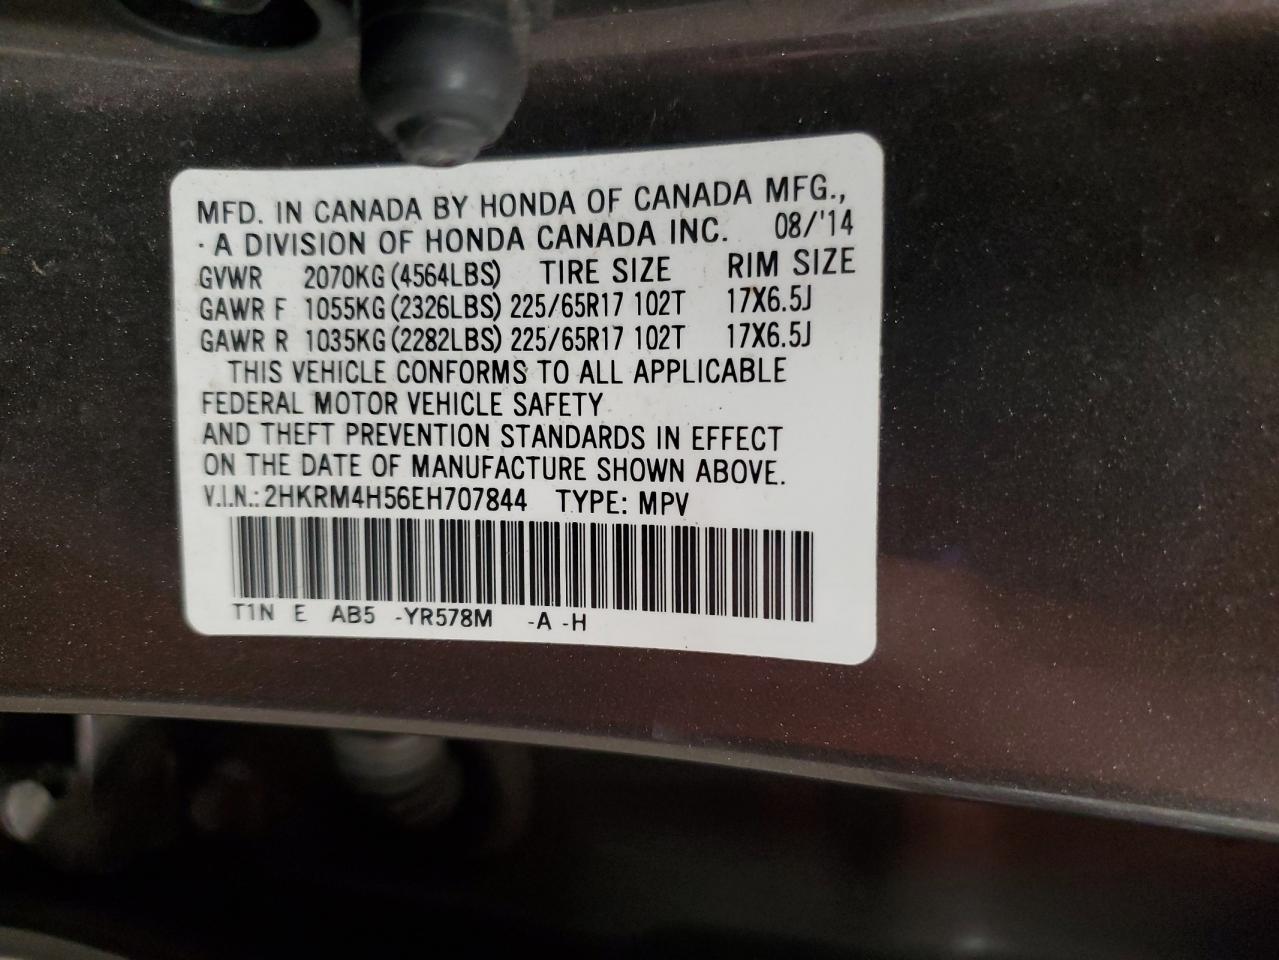 MFD. IN CANADA BY HONDA OF CANADA MFG.,
· A DIVISION OF HONDA CANADA INC. 08/'14
GVWR 2070KG (4564LBS) TIRE SIZE RIM SIZE
GAWR F 1055KG (2326LBS) 225/65R17 102T 17X6.5J
GAWR R 1035KG (2282LBS) 225/65R17 102T 17X6.5J
THIS VEHICLE CONFORMS TO ALL APPLICABLE
FEDERAL MOTOR VEHICLE SAFETY
AND THEFT PREVENTION STANDARDS IN EFFECT
ON THE DATE OF MANUFACTURE SHOWN ABOVE.
V.I.N.: 2HKRM4H56EH707844 TYPE: MPV
T1N E AB5 -YR578M -A -H